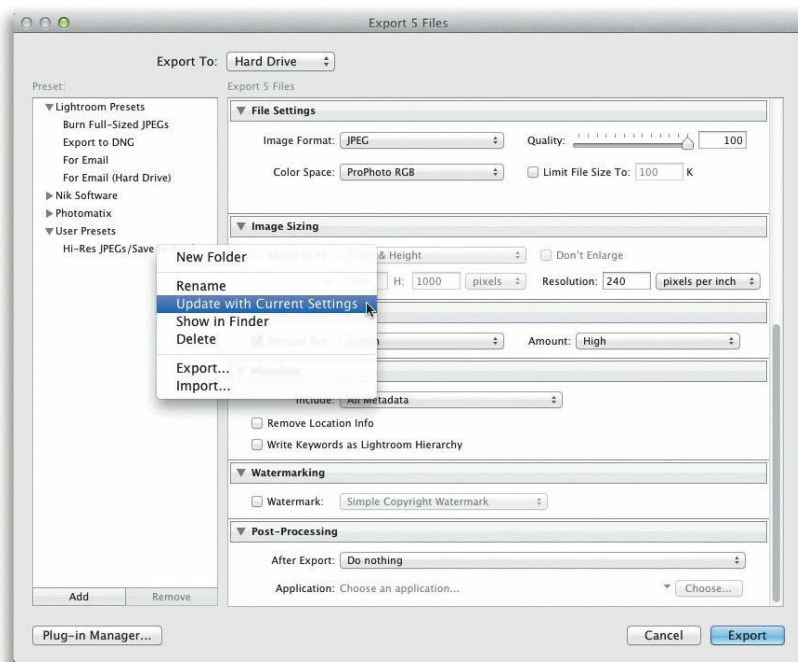 Export 5 Files
Export To: Hard Drive
Preset:
Export 5 Files
Lightroom Presets
Burn Full-Sized JPEGs
Export to DNG
For Email
For Email (Hard Drive)
Nik Software
Photomatix
User Presets
Hi-Res JPEGs/Save
New Folder
Rename
Update with Current Settings
Show in Finder
Delete
Export...
Import...
File Settings
Image Format: JPEG Quality: 100
Color Space: ProPhoto RGB Limit File Size To: 100 K
Image Sizing
& Height Don't Enlarge
H: 1000 pixels Resolution: 240 pixels per inch
Amount: High
Metadata
Include: All Metadata
Remove Location Info
Write Keywords as Lightroom Hierarchy
Watermarking
Watermark: Simple Copyright Watermark
Post-Processing
After Export: Do nothing
Application: Choose an application... Choose...
Add Remove
Plug-in Manager... Cancel Export